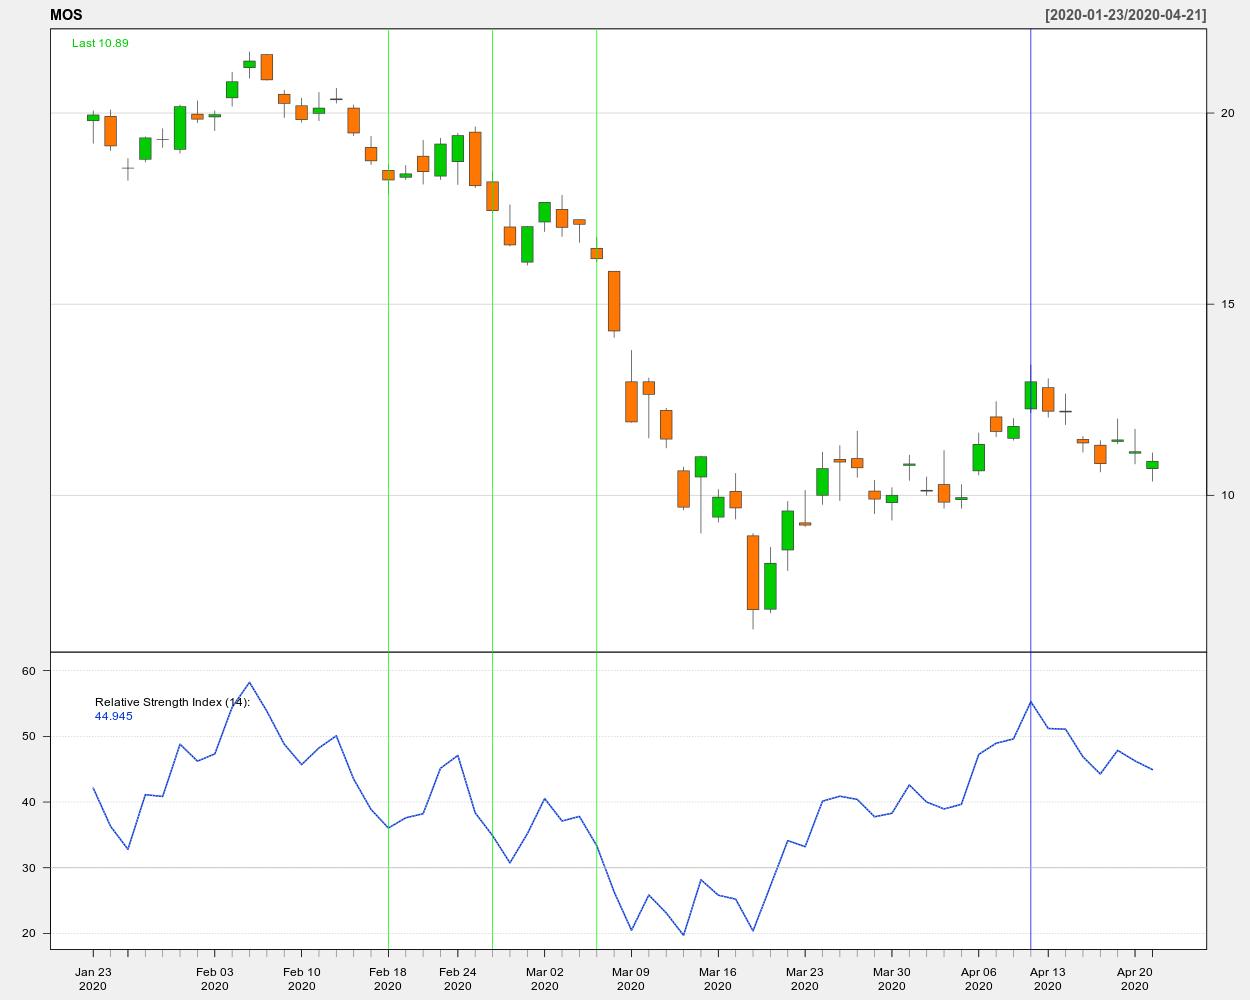 MOS [2020-01-23/2020-04-21]
Last 10.89
20
15
10
60
Relative Strength Index (14):
44.945
50
40
30
20
Jan 23 Feb 03 Feb 10 Feb 18 Feb 24 Mar 02 Mar 09 Mar 16 Mar 23 Mar 30 Apr 06 Apr 13 Apr 20
2020 2020 2020 2020 2020 2020 2020 2020 2020 2020 2020 2020 2020